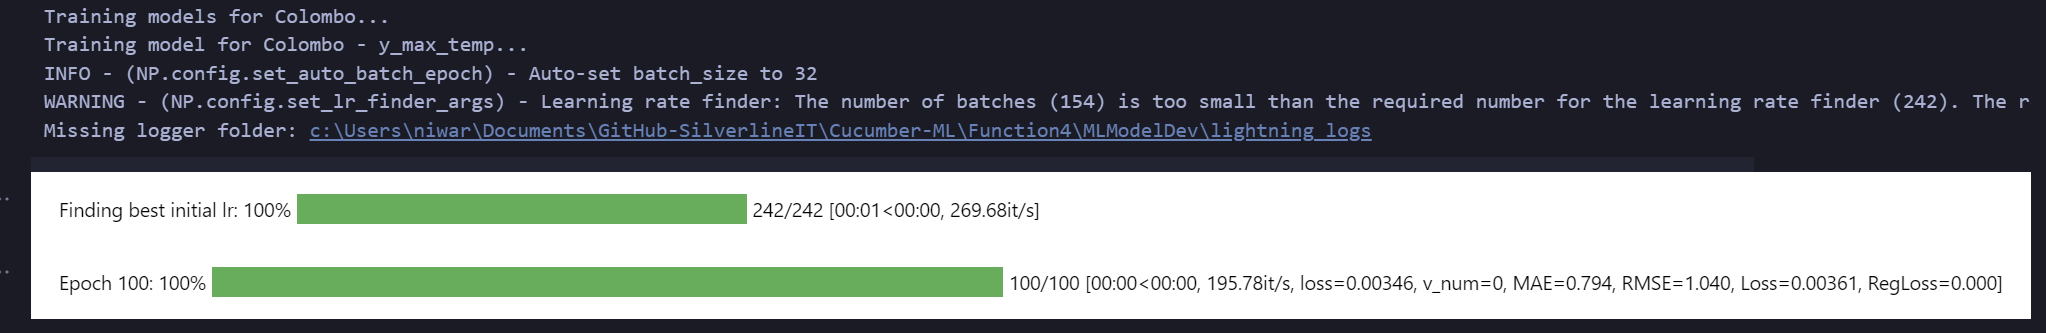 Training models for Colombo...
Training model for Colombo - y_max_temp...
INFO - (NP.config.set_auto_batch_epoch) - Auto-set batch_size to 32
WARNING - (NP.config.set_lr_finder_args) - Learning rate finder: The number of batches (154) is too small than the required number for the learning rate finder (242). The r
Missing logger folder: c:\Users\niwar\Documents\GitHub-SilverlineIT\Cucumber-ML\Function4\MLModelDev\lightning_logs
Finding best initial lr: 100% 242/242 [00:01<00:00, 269.68it/s]
Epoch 100: 100% 100/100 [00:00<00:00, 195.78it/s, loss=0.00346, v_num=0, MAE=0.794, RMSE=1.040, Loss=0.00361, RegLoss=0.000]